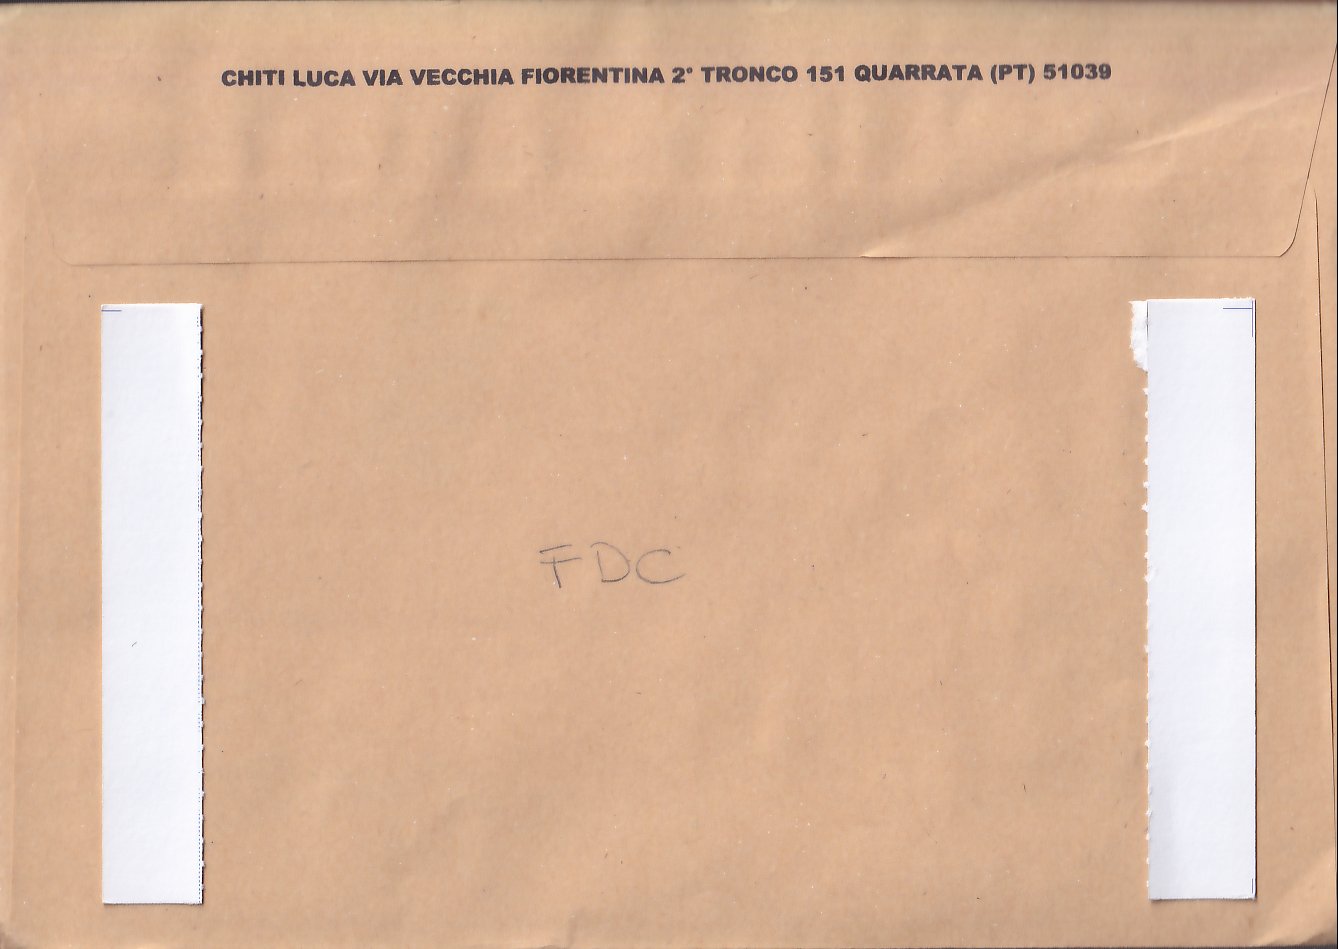 CHITI LUCA VIA VECCHIA FIORENTINA 2° TRONCO 151 QUARRATA (PT) 51039
FDC